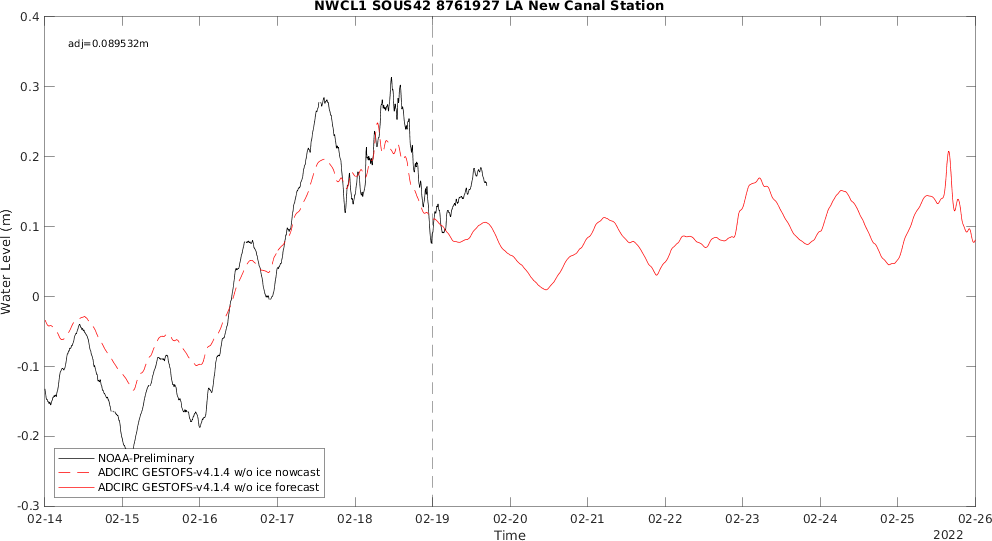 NWCL1 SOUS42 8761927 LA New Canal Station
adj=0.089532m
Water Level (m)
0.4
0.3
0.2
0.1
0
-0.1
-0.2
-0.3
NOAA-Preliminary
ADCIRC GESTOFS-v4.1.4 w/o ice nowcast
ADCIRC GESTOFS-v4.1.4 w/o ice forecast
02-14 02-15 02-16 02-17 02-18 02-19 02-20 02-21 02-22 02-23 02-24 02-25 02-26
Time
2022